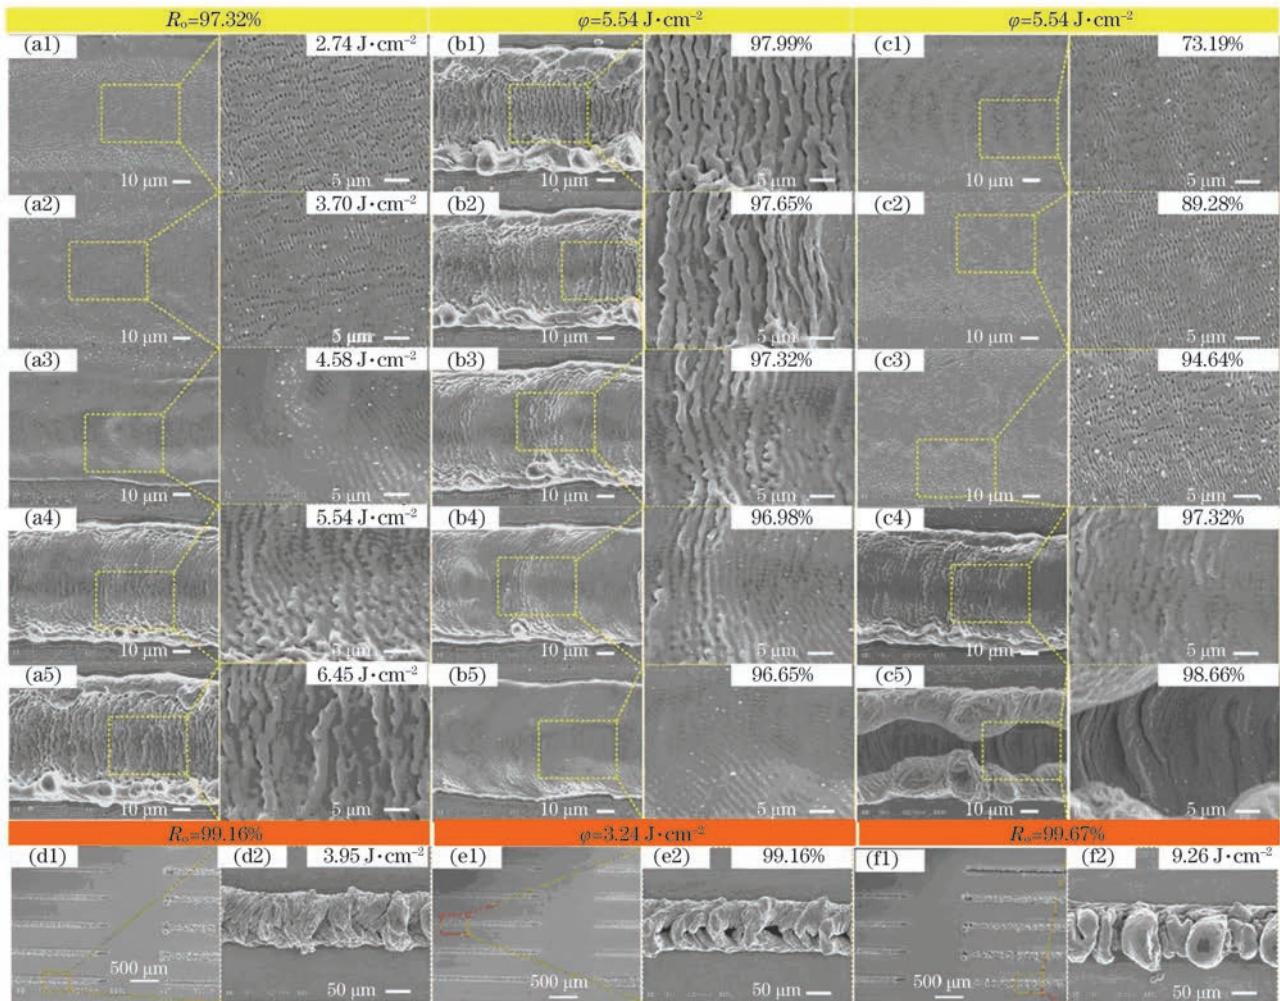 R₀=97.32% φ=5.54 J·cm⁻² φ=5.54 J·cm⁻²
(a1) 2.74 J·cm⁻² (b1) 97.99% (c1) 73.19%
10 μm 5 μm 10 μm 5 μm 10 μm 5 μm
(a2) 3.70 J·cm⁻² (b2) 97.65% (c2) 89.28%
10 μm 5 μm 10 μm 5 μm 10 μm 5 μm
(a3) 4.58 J·cm⁻² (b3) 97.32% (c3) 94.64%
10 μm 5 μm 10 μm 5 μm 10 μm 5 μm
(a4) 5.54 J·cm⁻² (b4) 96.98% (c4) 97.32%
10 μm 5 μm 10 μm 5 μm 10 μm 5 μm
(a5) 6.45 J·cm⁻² (b5) 96.65% (c5) 98.66%
10 μm 5 μm 10 μm 5 μm 10 μm 5 μm
R₀=99.16% φ=3.24 J·cm⁻² R₀=99.67%
(d1) (d2) 3.95 J·cm⁻² (e1) (e2) 99.16% (f1) (f2) 9.26 J·cm⁻²
500 μm 50 μm 500 μm 50 μm 500 μm 50 μm